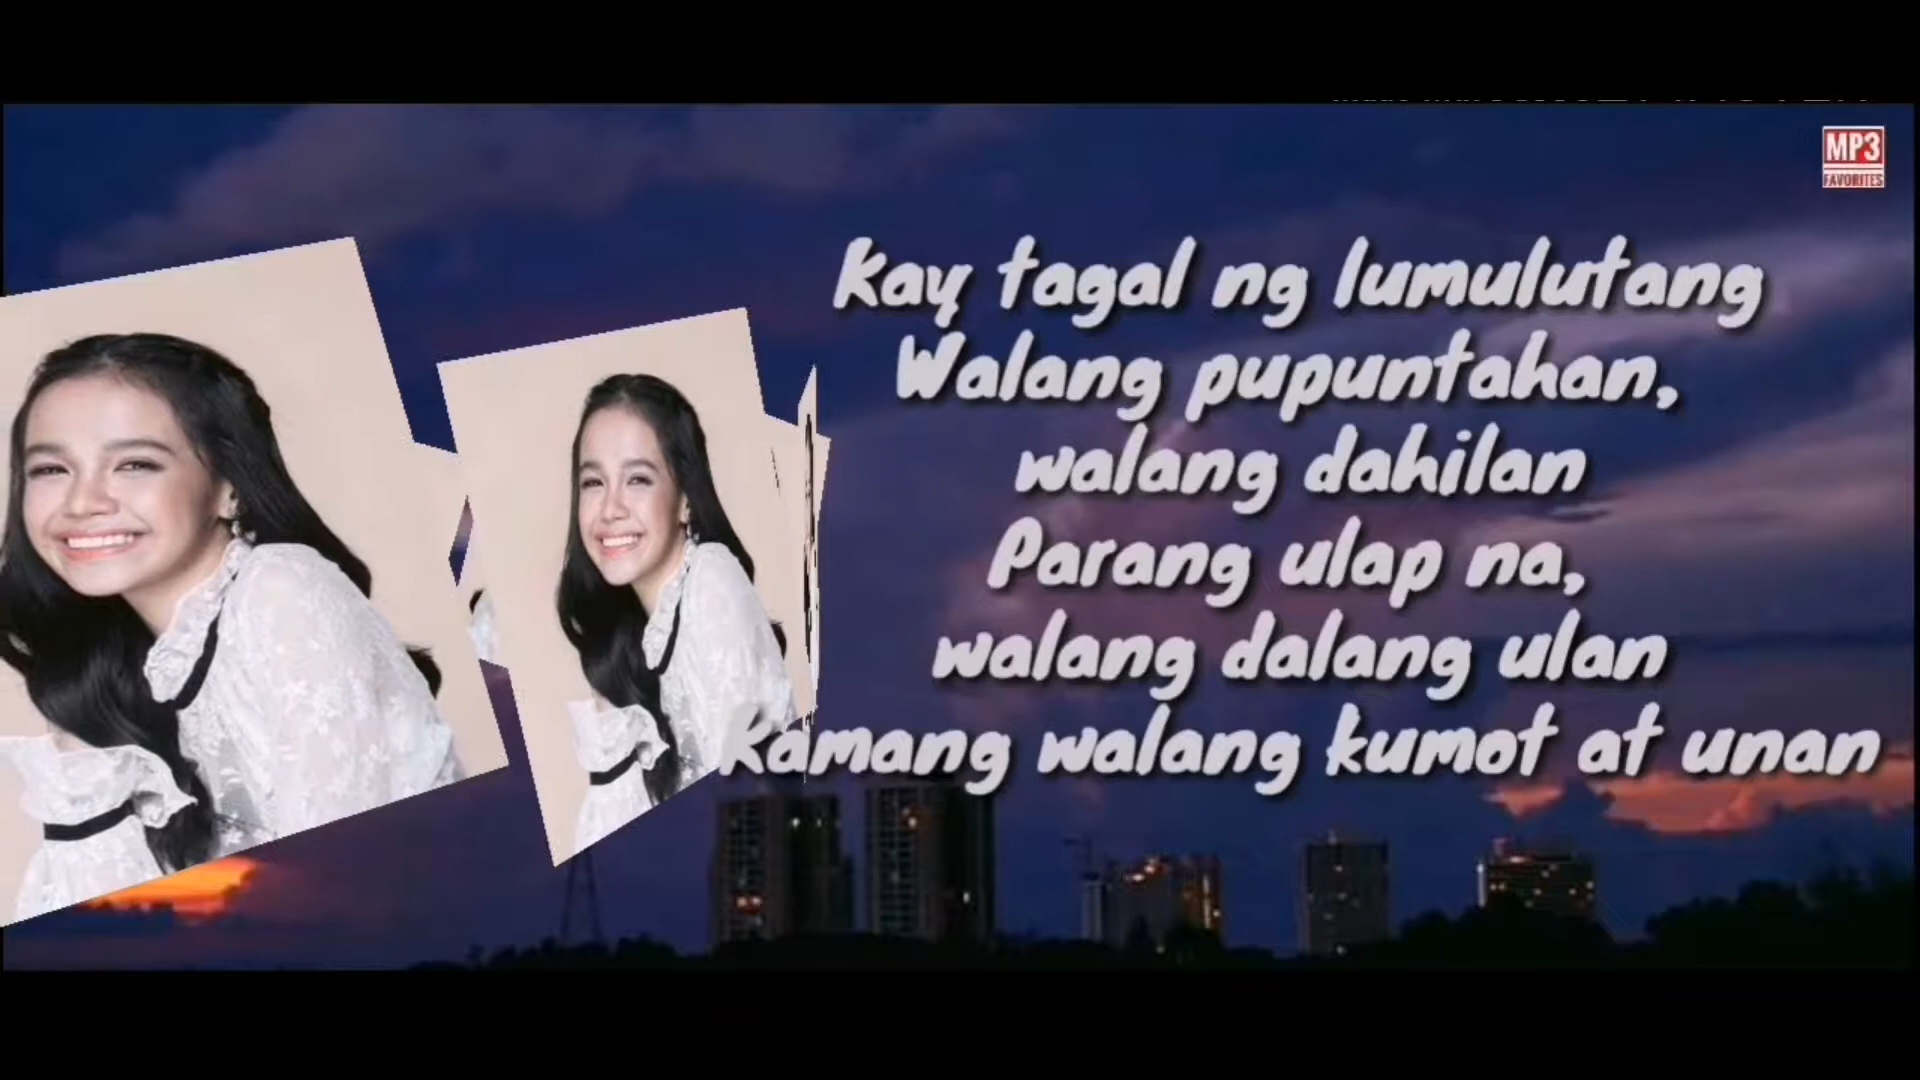 MP3
FAVORITES
Kay tagal ng lumulutang
Walang pupuntahan,
walang dahilan
Parang ulap na,
walang dalang ulan
Kamang walang kumot at unan